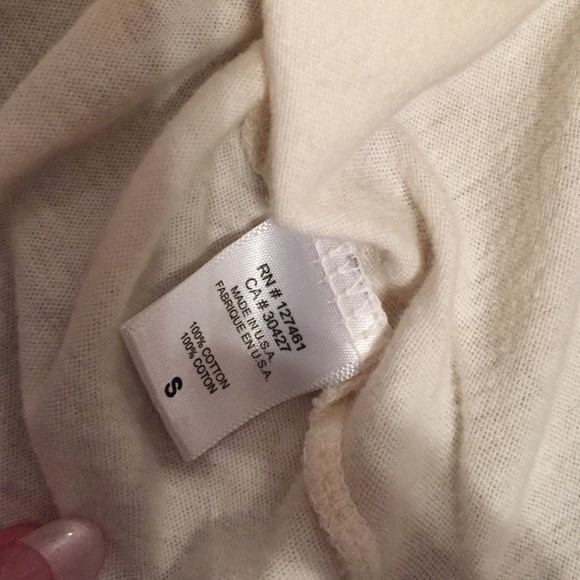 RN # 127461
CA # 30427
MADE IN U.S.A.
FABRIQUE EN U.S.A.
100% COTTON
100% COTON
S